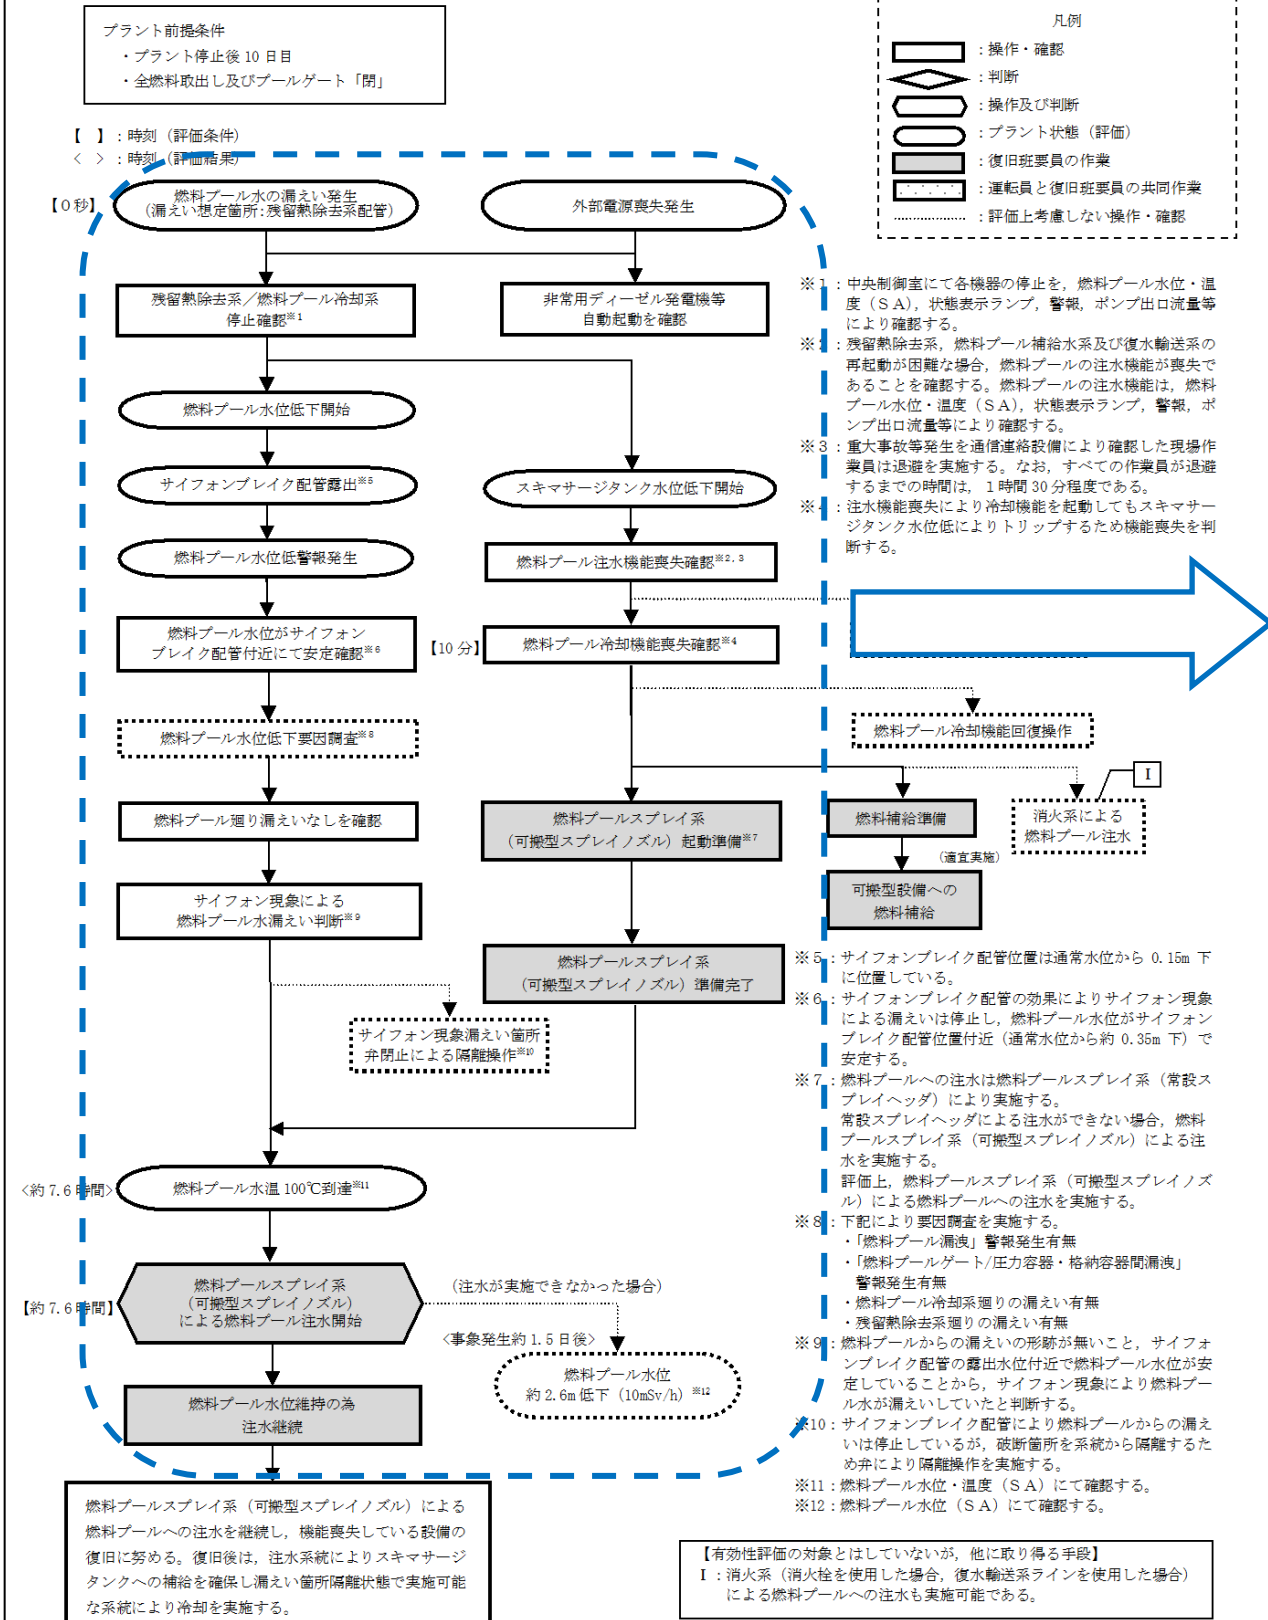 プラント前提条件
・プラント停止後 10 日目
・全燃料取出し及びプールゲート「閉」
【　】：時刻（評価条件）
＜　＞：時刻（評価結果）
凡例
：操作・確認
：判断
：操作及び判断
：プラント状態（評価）
：復旧班要員の作業
：運転員と復旧班要員の共同作業
：評価上考慮しない操作・確認
【０秒】
燃料プール水の漏えい発生
（漏えい想定箇所：残留熱除去系配管）
外部電源喪失発生
残留熱除去系／燃料プール冷却系
停止確認※1
非常用ディーゼル発電機等
自動起動を確認
燃料プール水位低下開始
サイフォンブレイク配管露出※5
スキマサージタンク水位低下開始
燃料プール水位低警報発生
燃料プール注水機能喪失確認※2,3
燃料プール水位がサイフォン
ブレイク配管付近にて安定確認※6
【10 分】
燃料プール冷却機能喪失確認※4
燃料プール水位低下要因調査※8
燃料プール冷却機能回復操作
Ｉ
燃料プール廻り漏えいなしを確認
燃料プールスプレイ系
（可搬型スプレイノズル）起動準備※7
燃料補給準備
消火系による
燃料プール注水
（適宜実施）
可搬型設備への
燃料補給
サイフォン現象による
燃料プール水漏えい判断※9
燃料プールスプレイ系
（可搬型スプレイノズル）準備完了
サイフォン現象漏えい箇所
弁閉止による隔離操作※10
＜約 7.6 時間＞
燃料プール水温 100℃到達※11
【約 7.6 時間】
燃料プールスプレイ系
（可搬型スプレイノズル）
による燃料プール注水開始
（注水が実施できなかった場合）
＜事象発生約 1.5 日後＞
燃料プール水位
約 2.6m 低下（10mSv/h）※12
燃料プール水位維持の為
注水継続
燃料プールスプレイ系（可搬型スプレイノズル）による
燃料プールへの注水を継続し，機能喪失している設備の
復旧に努める。復旧後は，注水系統によりスキマサージ
タンクへの補給を確保し漏えい箇所隔離状態で実施可能
な系統により冷却を実施する。
※１：中央制御室にて各機器の停止を，燃料プール水位・温
度（ＳＡ），状態表示ランプ，警報，ポンプ出口流量等
により確認する。
※２：残留熱除去系，燃料プール補給水系及び復水輸送系の
再起動が困難な場合，燃料プールの注水機能が喪失で
あることを確認する。燃料プールの注水機能は，燃料
プール水位・温度（ＳＡ），状態表示ランプ，警報，ポ
ンプ出口流量等により確認する。
※３：重大事故等発生を通信連絡設備により確認した現場作
業員は退避を実施する。なお，すべての作業員が退避
するまでの時間は，１時間 30 分程度である。
※４：注水機能喪失により冷却機能を起動してもスキマサー
ジタンク水位低によりトリップするため機能喪失を判
断する。
※５：サイフォンブレイク配管位置は通常水位から 0.15m 下
に位置している。
※６：サイフォンブレイク配管の効果によりサイフォン現象
による漏えいは停止し，燃料プール水位がサイフォン
ブレイク配管位置付近（通常水位から約 0.35m 下）で
安定する。
※７：燃料プールへの注水は燃料プールスプレイ系（常設ス
プレイヘッダ）により実施する。
常設スプレイヘッダによる注水ができない場合，燃料
プールスプレイ系（可搬型スプレイノズル）による注
水を実施する。
評価上，燃料プールスプレイ系（可搬型スプレイノズ
ル）による燃料プールへの注水を実施する。
※８：下記により要因調査を実施する。
・「燃料プール漏洩」警報発生有無
・「燃料プールゲート/圧力容器・格納容器間漏洩」
警報発生有無
・燃料プール冷却系廻りの漏えい有無
・残留熱除去系廻りの漏えい有無
※９：燃料プールからの漏えいの形跡が無いこと，サイフォ
ンブレイク配管の露出水位付近で燃料プール水位が安
定していることから，サイフォン現象により燃料プー
ル水が漏えいしていたと判断する。
※10：サイフォンブレイク配管により燃料プールからの漏え
いは停止しているが，破断箇所を系統から隔離するた
め弁により隔離操作を実施する。
※11：燃料プール水位・温度（ＳＡ）にて確認する。
※12：燃料プール水位（ＳＡ）にて確認する。
【有効性評価の対象とはしていないが，他に取り得る手段】
Ｉ：消火系（消火栓を使用した場合，復水輸送系ラインを使用した場合）
による燃料プールへの注水も実施可能である。